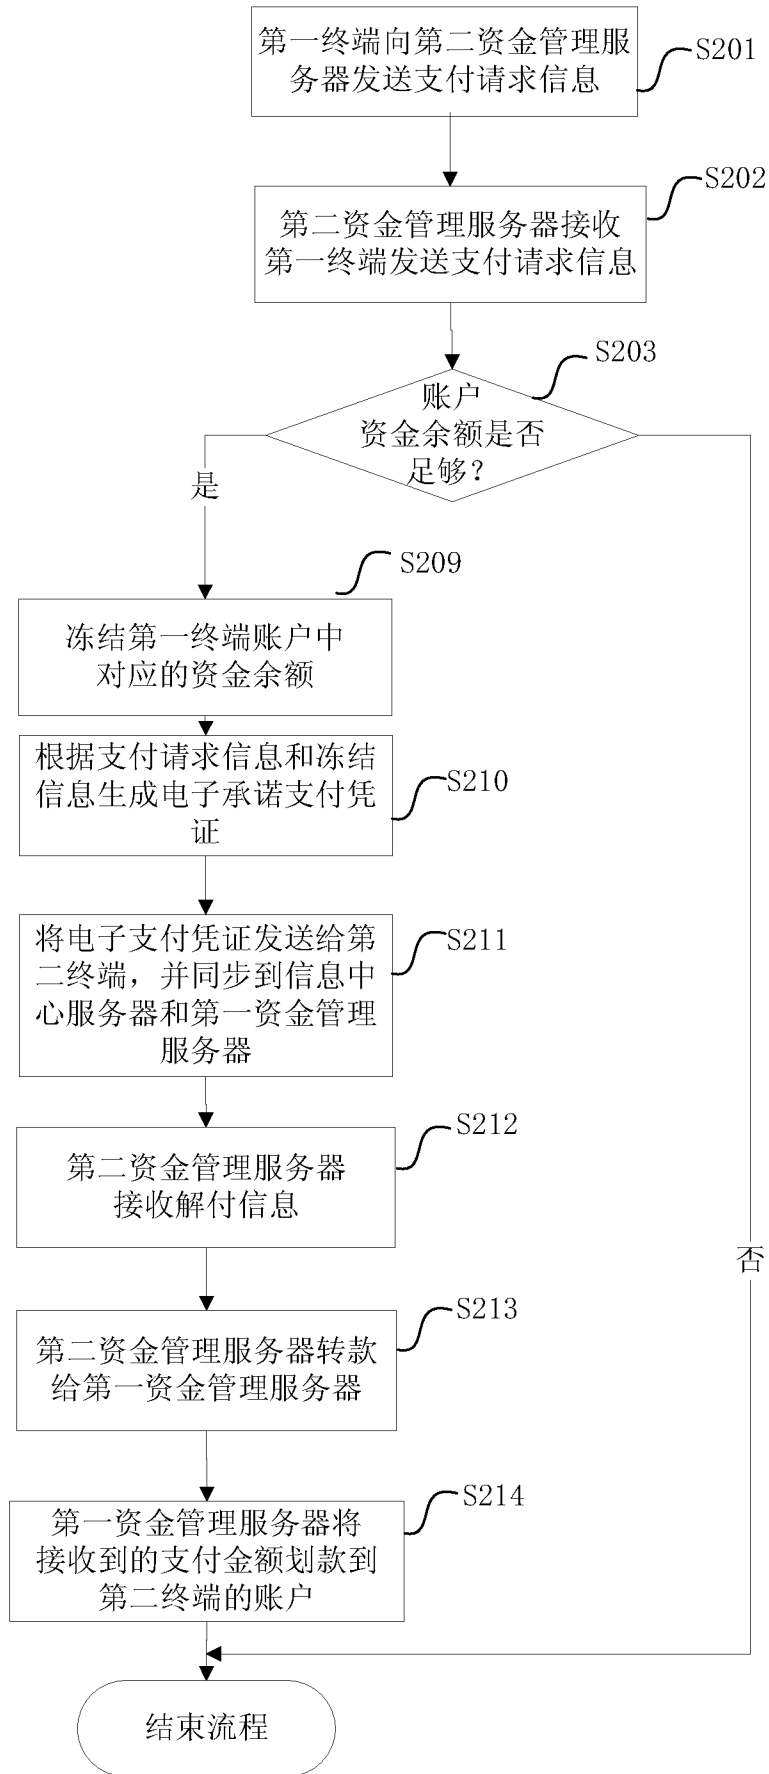 第一终端向第二资金管理服
务器发送支付请求信息
S201
S202
第二资金管理服务器接收
第一终端发送支付请求信息
S203
账户
资金余额是否
足够？
是
S209
冻结第一终端账户中
对应的资金余额
根据支付请求信息和冻结
信息生成电子承诺支付凭
证
S210
将电子支付凭证发送给第
二终端，并同步到信息中
心服务器和第一资金管理
服务器
S211
S212
第二资金管理服务器
接收解付信息
否
S213
第二资金管理服务器转款
给第一资金管理服务器
S214
第一资金管理服务器将
接收到的支付金额划款到
第二终端的账户
结束流程